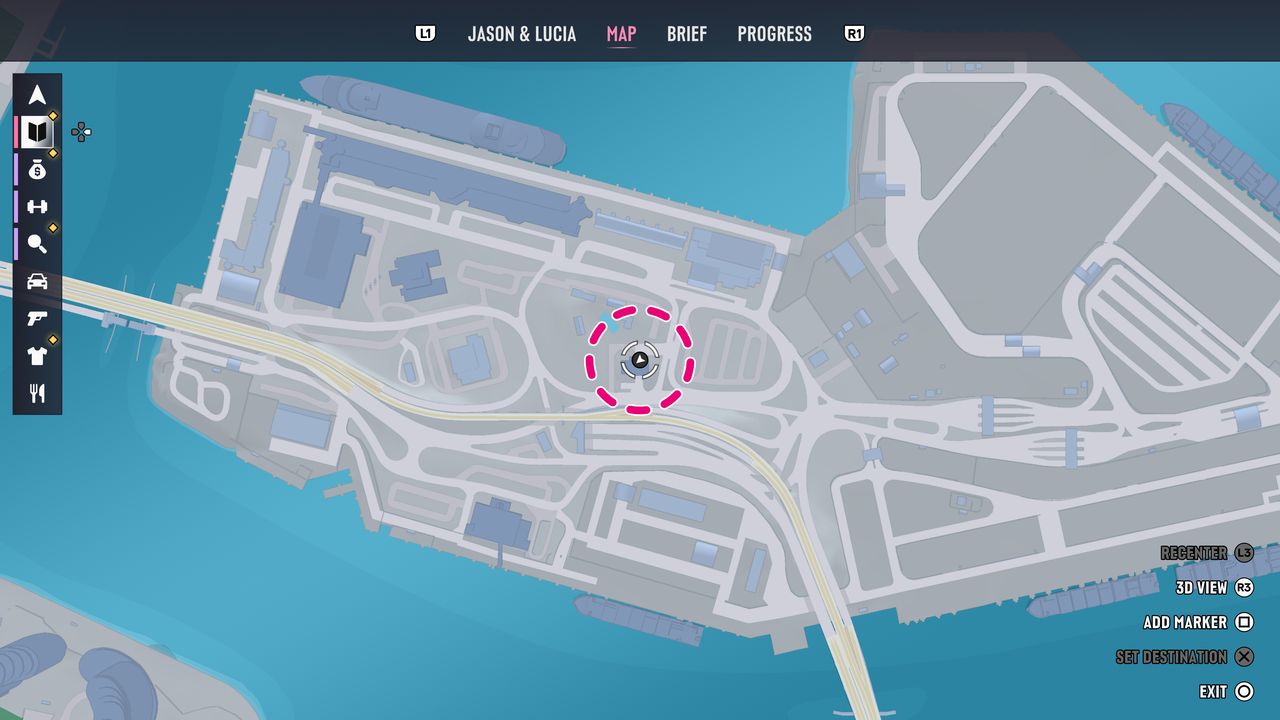 L1 JASON & LUCIA MAP BRIEF PROGRESS R1
$
RECENTER L3
3D VIEW R3
ADD MARKER
SET DESTINATION
EXIT